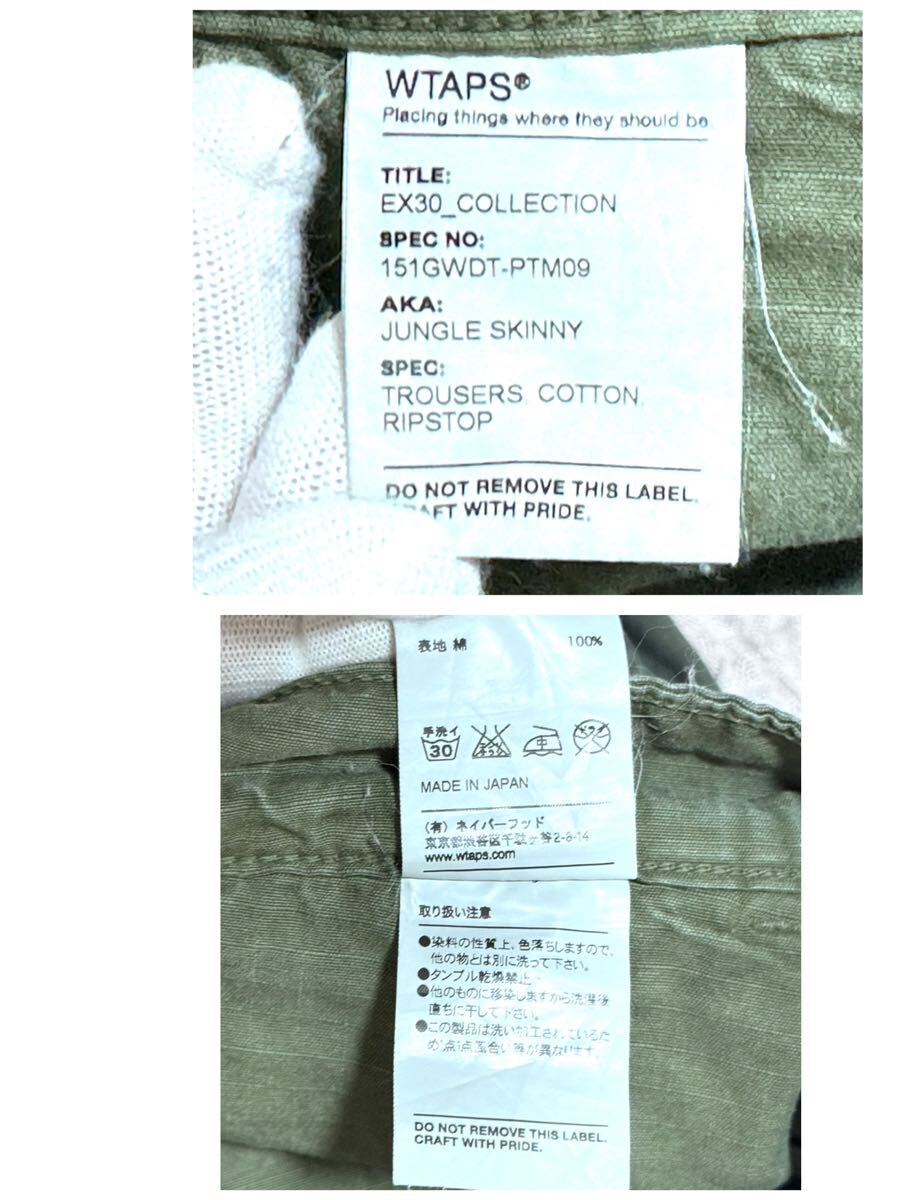 WTAPS®
Placing things where they should be
TITLE:
EX30_COLLECTION
SPEC NO:
151GWDT-PTM09
AKA:
JUNGLE SKINNY
SPEC:
TROUSERS, COTTON,
RIPSTOP
DO NOT REMOVE THIS LABEL.
AFT WITH PRIDE.
表地 綿 100%
手洗イ
30
中
ドライ
MADE IN JAPAN
(有) ネイバーフッド
東京都渋谷区千駄ヶ谷2-8-14
www.wtaps.com
取り扱い注意
●染料の性質上、色落ちしますので、
他の物とは別に洗って下さい。
●タンブル乾燥禁止
●他のものに移染しますから洗濯後
直ちに干して下さい。
●この製品は洗い加工されているた
め1点1点風合い等が異なります。
DO NOT REMOVE THIS LABEL.
CRAFT WITH PRIDE.